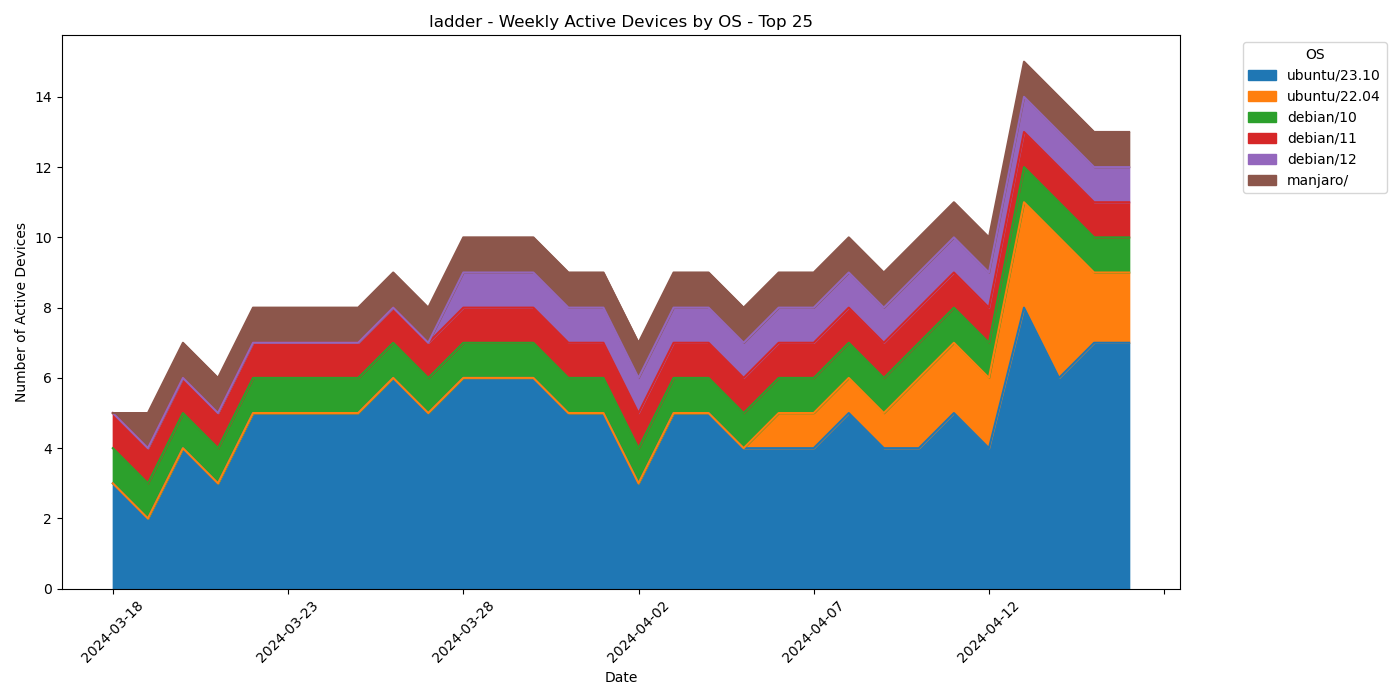 ladder - Weekly Active Devices by OS - Top 25
Number of Active Devices
14
12
10
8
6
4
2
0
2024-03-18
2024-03-23
2024-03-28
2024-04-02
2024-04-07
2024-04-12
Date
OS
ubuntu/23.10
ubuntu/22.04
debian/10
debian/11
debian/12
manjaro/